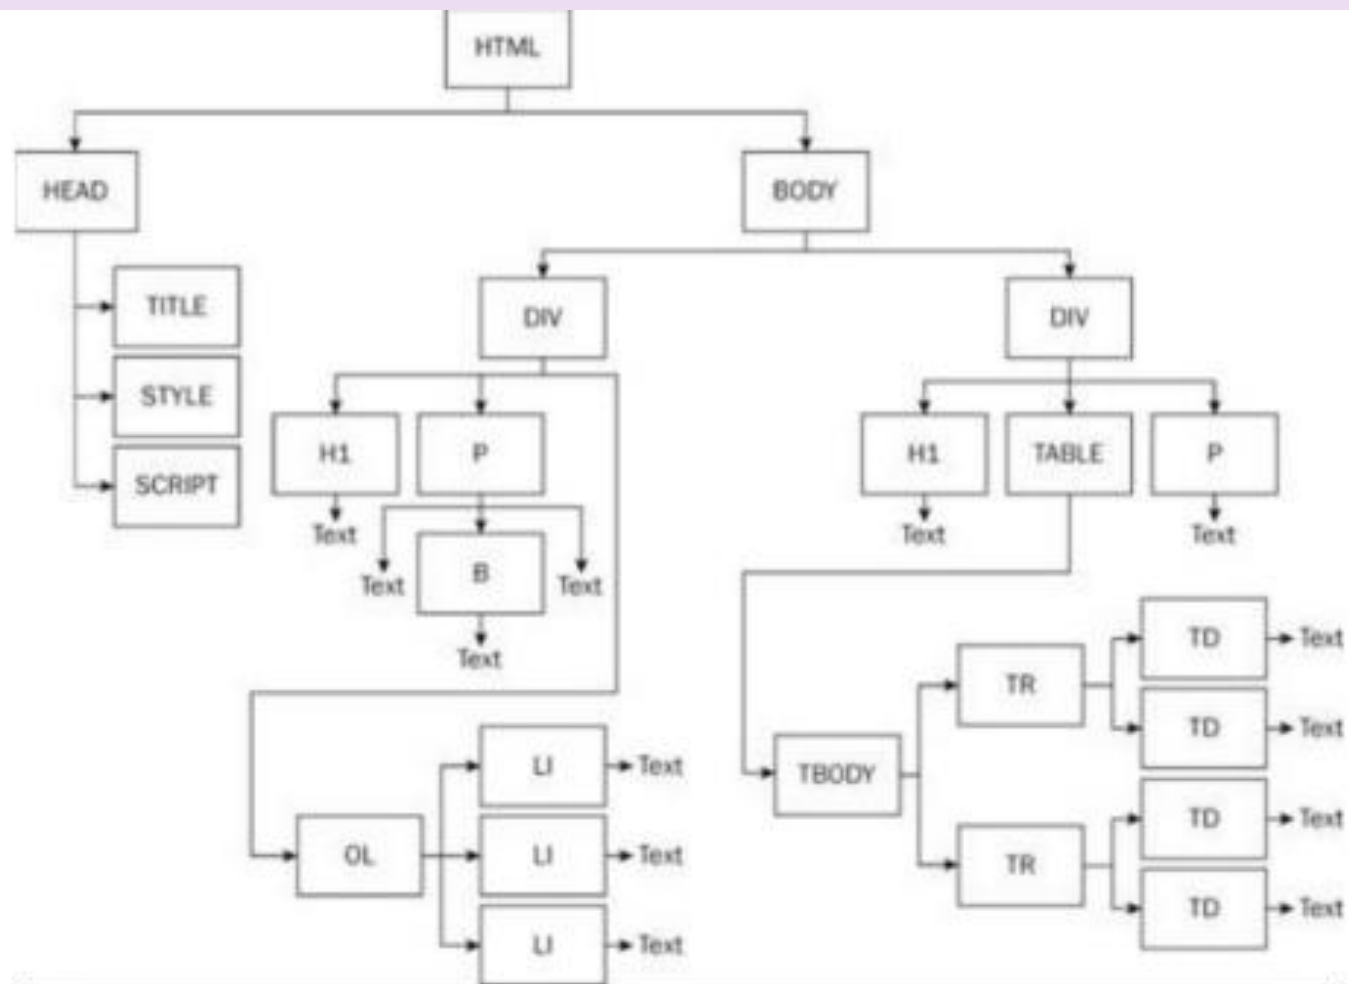 HTML
HEAD
BODY
TITLE
STYLE
SCRIPT
DIV
DIV
H1
P
H1
TABLE
P
Text
Text
B
Text
Text
Text
Text
OL
LI
Text
LI
Text
LI
Text
TBODY
TR
TD
Text
TD
Text
TR
TD
Text
TD
Text